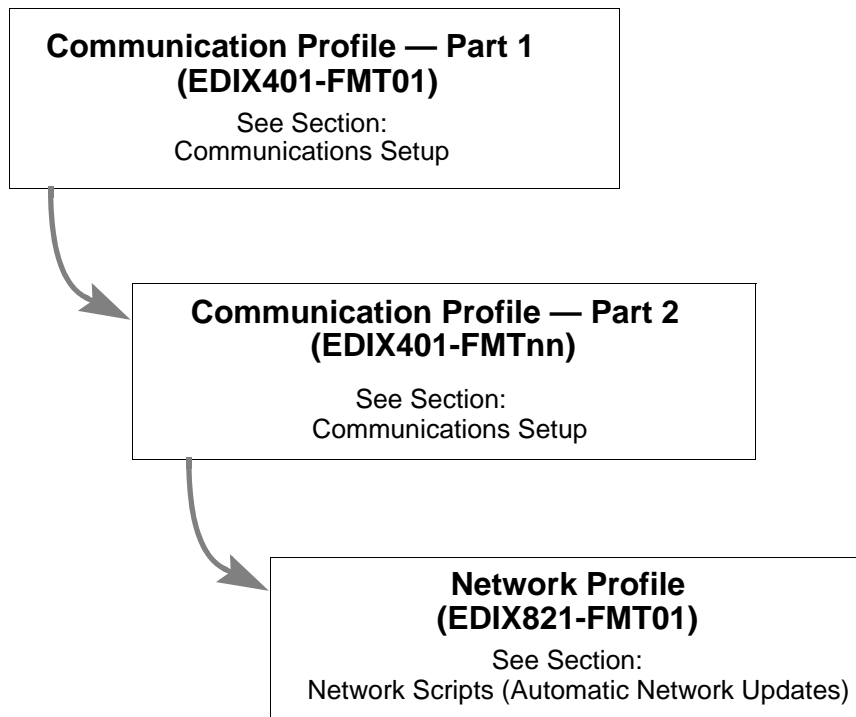 Communication Profile — Part 1
(EDIX401-FMT01)
See Section:
Communications Setup
Communication Profile — Part 2
(EDIX401-FMTnn)
See Section:
Communications Setup
Network Profile
(EDIX821-FMT01)
See Section:
Network Scripts (Automatic Network Updates)